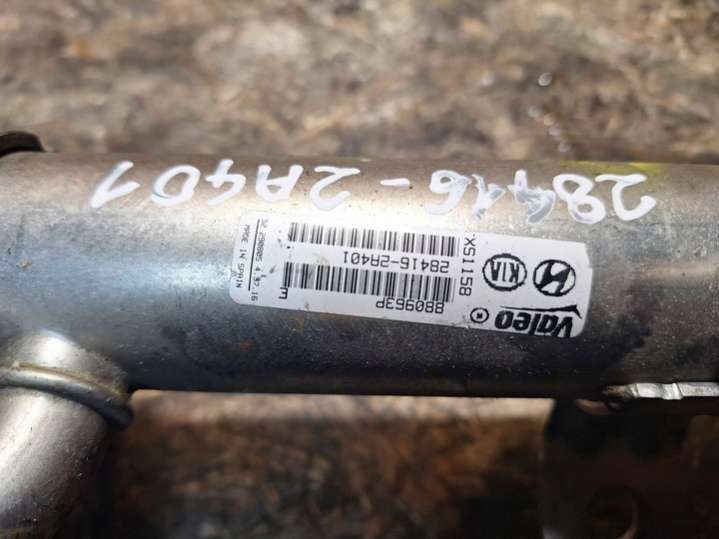 28416-2A401
Valeo ®
KIA
XS1158
880963P
28416-2A401
E
MADE IN SPAIN